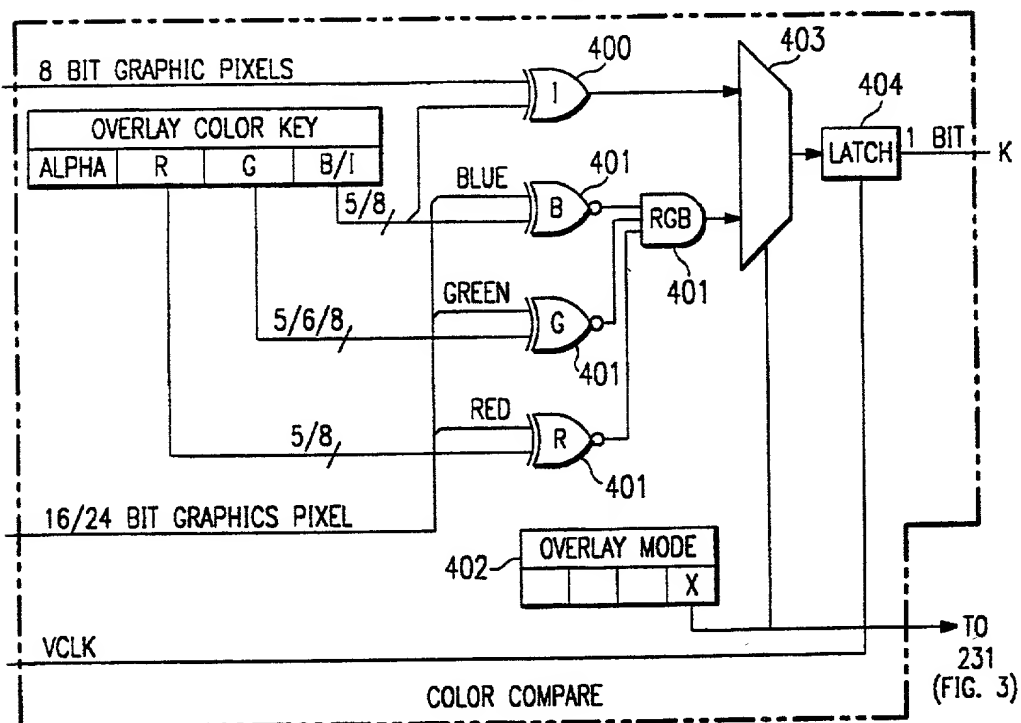 403
400
8 BIT GRAPHIC PIXELS
I
404
OVERLAY COLOR KEY
ALPHA R G B/I
LATCH
1 BIT
K
5/8
BLUE
401
B
RGB
401
GREEN
5/6/8
G
401
RED
5/8
R
401
16/24 BIT GRAPHICS PIXEL
402
OVERLAY MODE
X
VCLK
TO
231
(FIG. 3)
COLOR COMPARE